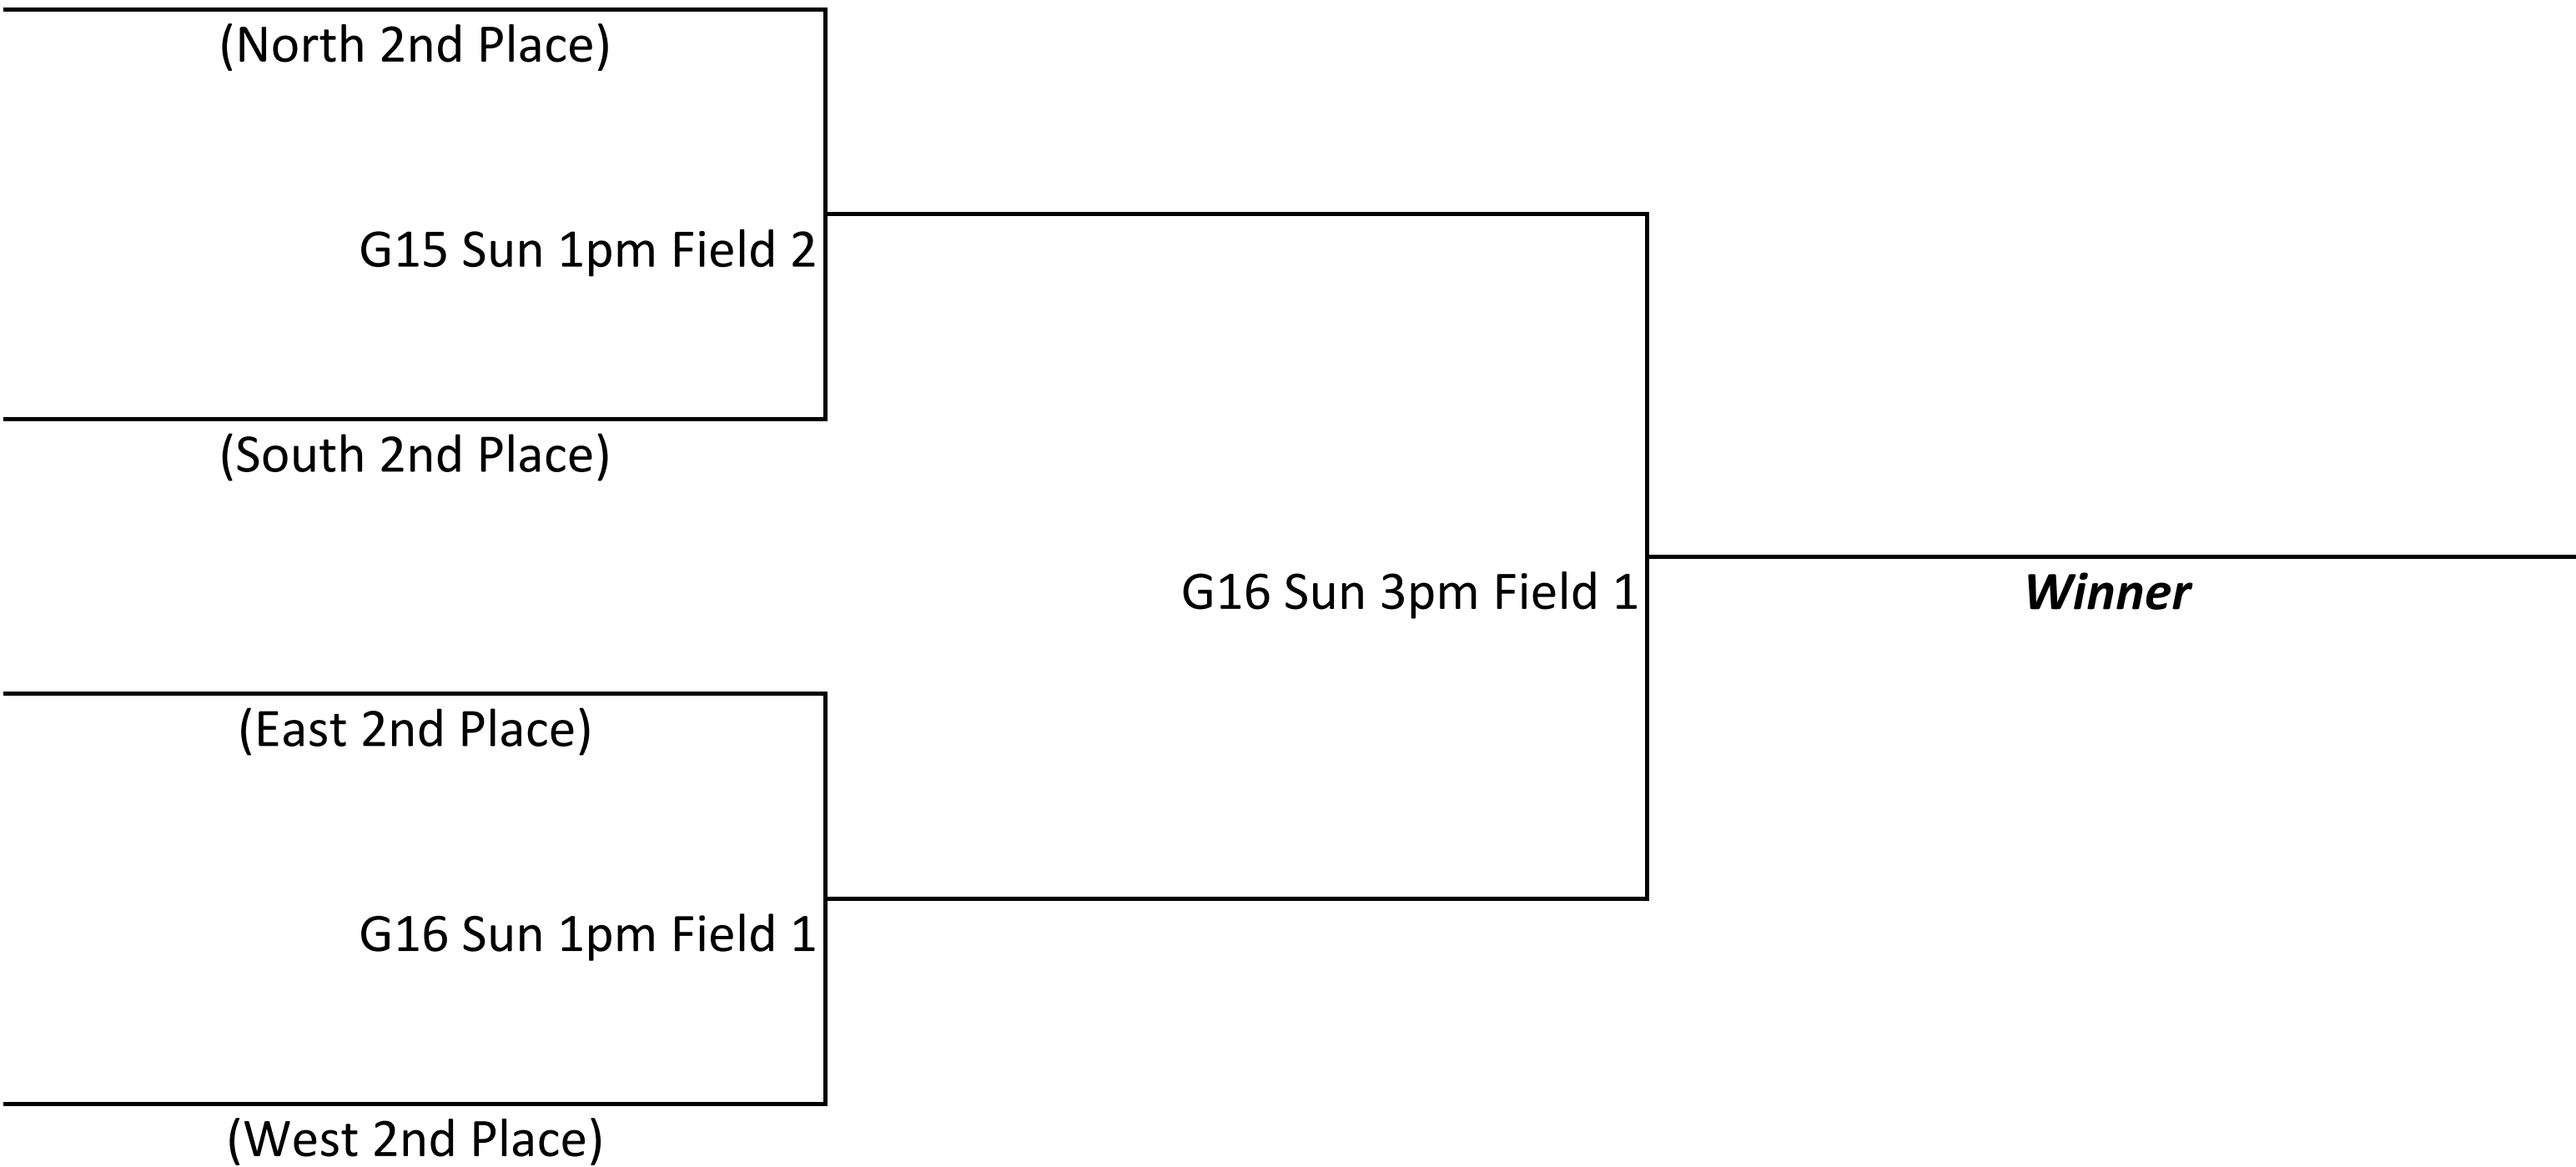 (North 2nd Place)
G15 Sun 1pm Field 2
(South 2nd Place)
G16 Sun 3pm Field 1
Winner
(East 2nd Place)
G16 Sun 1pm Field 1
(West 2nd Place)